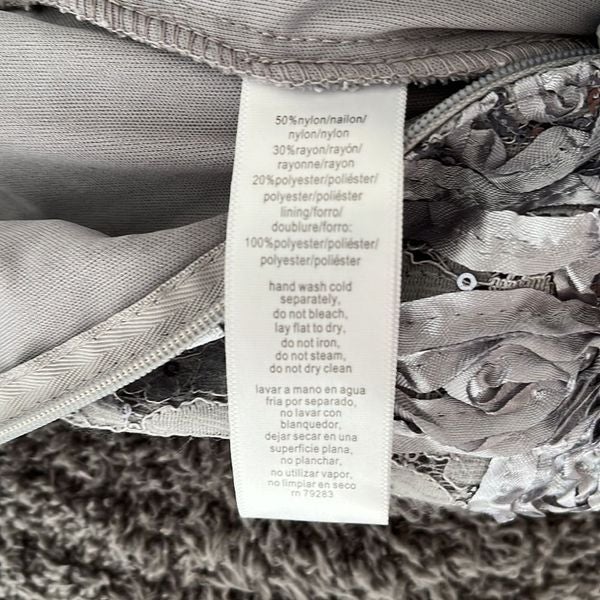 50%nylon/nailon/
nylon/nylon
30%rayon/rayón/
rayonne/rayon
20%polyester/poliéster/
polyester/poliéster
lining/forro/
doublure/forro:
100%polyester/poliéster/
polyester/poliéster
hand wash cold
separately,
do not bleach,
lay flat to dry,
do not iron,
do not steam,
do not dry clean
lavar a mano en agua
fria por separado,
no lavar con
blanquedor,
dejar secar en una
superficie plana,
no planchar,
no utilizar vapor,
no limpiar en seco
rn 79283